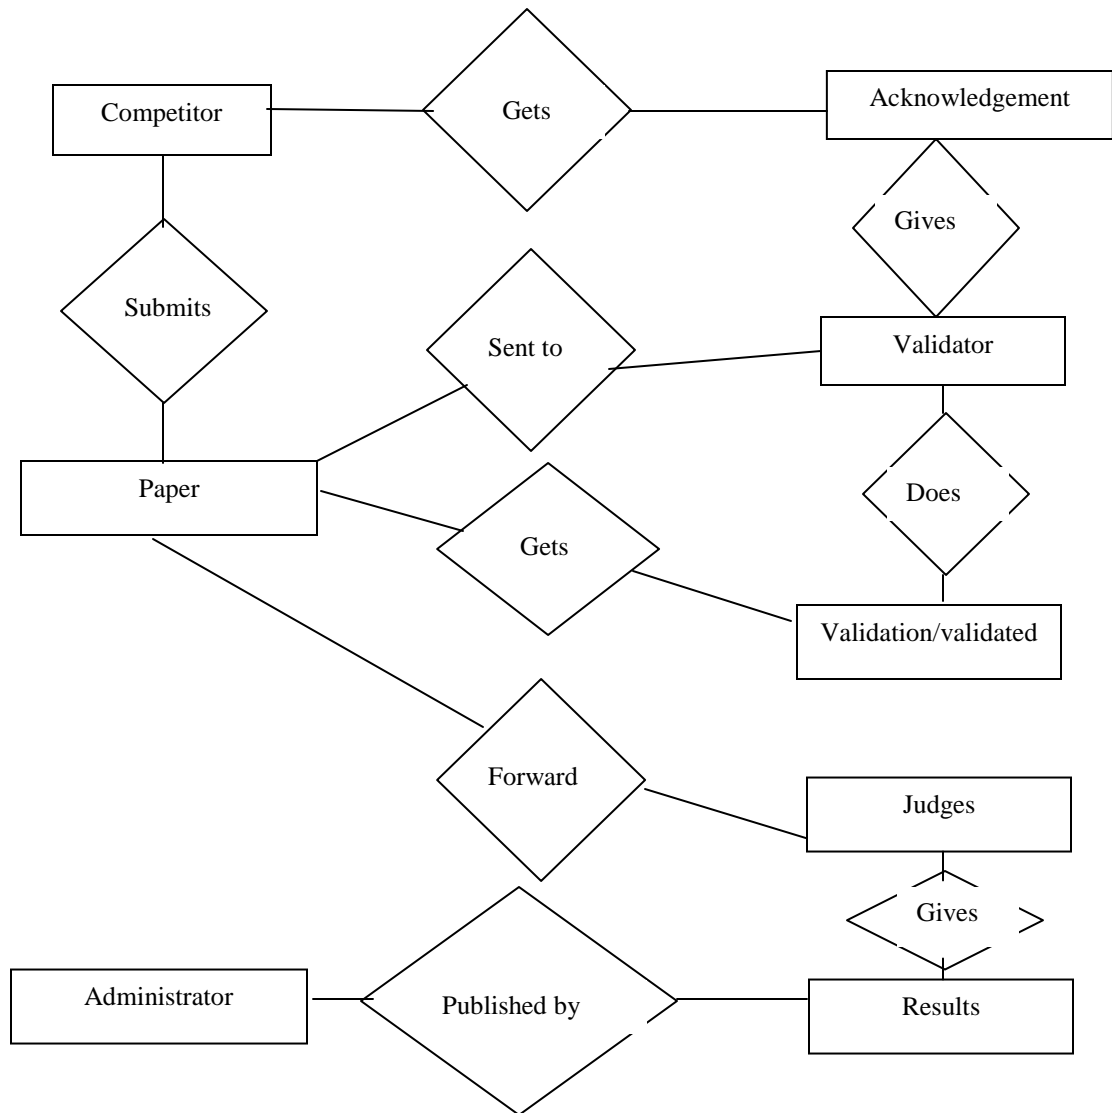 Competitor
Gets
Acknowledgement
Gives
Submits
Sent to
Validator
Paper
Gets
Does
Validation/validated
Forward
Judges
Gives
Administrator
Published by
Results